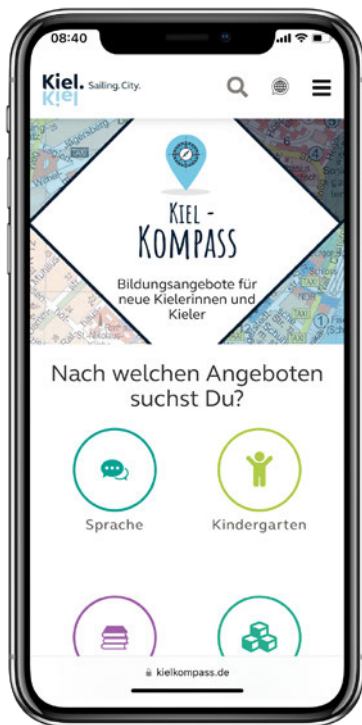 08:40
Kiel. Sailing.City.
Kiel
KIEL -
KOMPASS
Bildungsangebote für
neue Kielerinnen und
Kieler
Nach welchen Angeboten
suchst Du?
Sprache Kindergarten
kielkompass.de